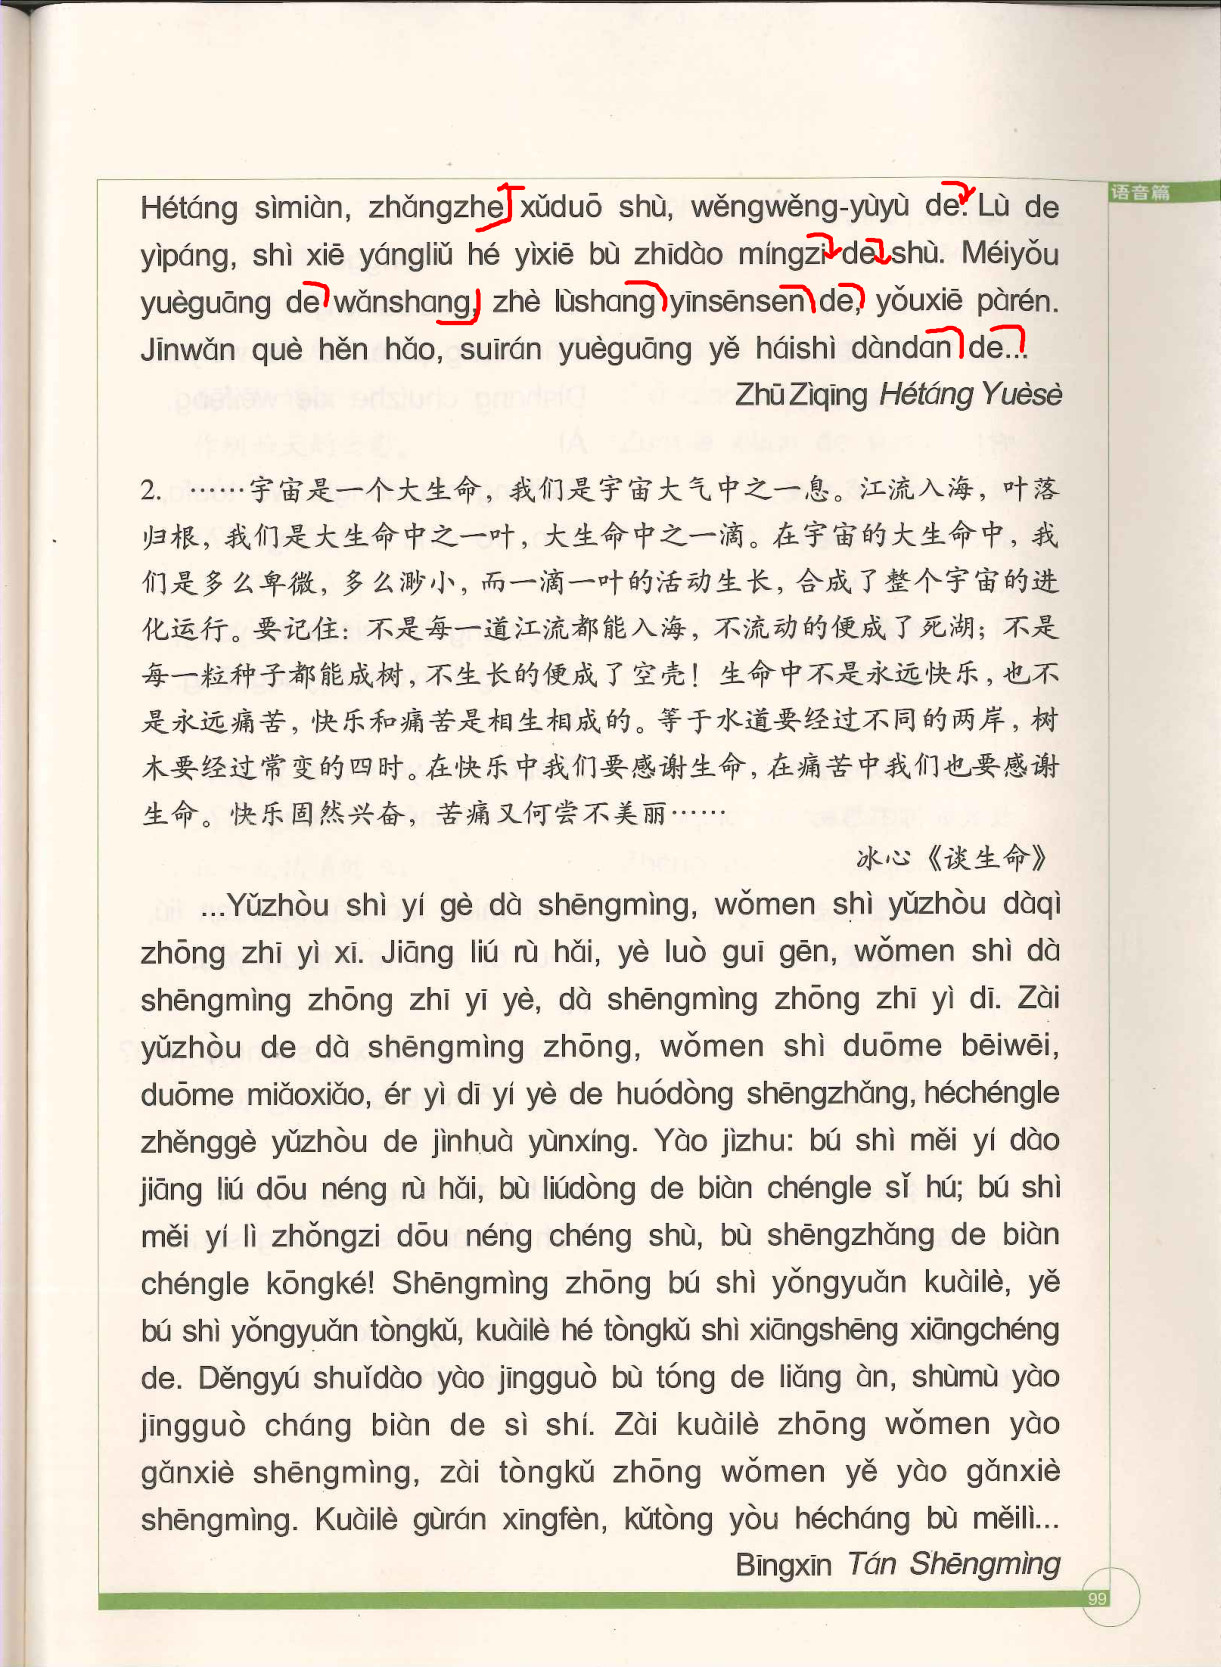 语音篇
Hétáng sìmiàn, zhǎngzhe xǔduō shù, wěngwěng-yùyù de. Lù de
yìpáng, shì xiē yángliǔ hé yìxiē bù zhīdào míngzi de shù. Méiyǒu
yuèguāng de wǎnshang, zhè lùshang yīnsēnsen de, yǒuxiē pàrén.
Jīnwǎn què hěn hǎo, suīrán yuèguāng yě háishì dàndan de...
Zhū Zìqīng Hétáng Yuèsè
2. ……宇宙是一个大生命，我们是宇宙大气中之一息。江流入海，叶落
归根，我们是大生命中之一叶，大生命中之一滴。在宇宙的大生命中，我
们是多么卑微，多么渺小，而一滴一叶的活动生长，合成了整个宇宙的进
化运行。要记住：不是每一道江流都能入海，不流动的便成了死湖；不是
每一粒种子都能成树，不生长的便成了空壳！生命中不是永远快乐，也不
是永远痛苦，快乐和痛苦是相生相成的。等于水道要经过不同的两岸，树
木要经过常变的四时。在快乐中我们要感谢生命，在痛苦中我们也要感谢
生命。快乐固然兴奋，苦痛又何尝不美丽……
冰心《谈生命》
...Yǔzhòu shì yí gè dà shēngmìng, wǒmen shì yǔzhòu dàqì
zhōng zhī yì xī. Jiāng liú rù hǎi, yè luò guī gēn, wǒmen shì dà
shēngmìng zhōng zhī yī yè, dà shēngmìng zhōng zhī yì dī. Zài
yǔzhòu de dà shēngmìng zhōng, wǒmen shì duōme bēiwēi,
duōme miǎoxiǎo, ér yì dī yí yè de huódòng shēngzhǎng, héchéngle
zhěnggè yǔzhòu de jìnhuà yùnxíng. Yào jìzhu: bú shì měi yí dào
jiāng liú dōu néng rù hǎi, bù liúdòng de biàn chéngle sǐ hú; bú shì
měi yí lì zhǒngzi dōu néng chéng shù, bù shēngzhǎng de biàn
chéngle kōngké! Shēngmìng zhōng bú shì yǒngyuǎn kuàilè, yě
bú shì yǒngyuǎn tòngkǔ, kuàilè hé tòngkǔ shì xiāngshēng xiāngchéng
de. Děngyú shuǐdào yào jīngguò bù tóng de liǎng àn, shùmù yào
jīngguò cháng biàn de sì shí. Zài kuàilè zhōng wǒmen yào
gǎnxiè shēngmìng, zài tòngkǔ zhōng wǒmen yě yào gǎnxiè
shēngmìng. Kuàilè gùrán xīngfèn, kǔtòng yòu hécháng bù měilì...
Bīngxīn Tán Shēngmìng
99